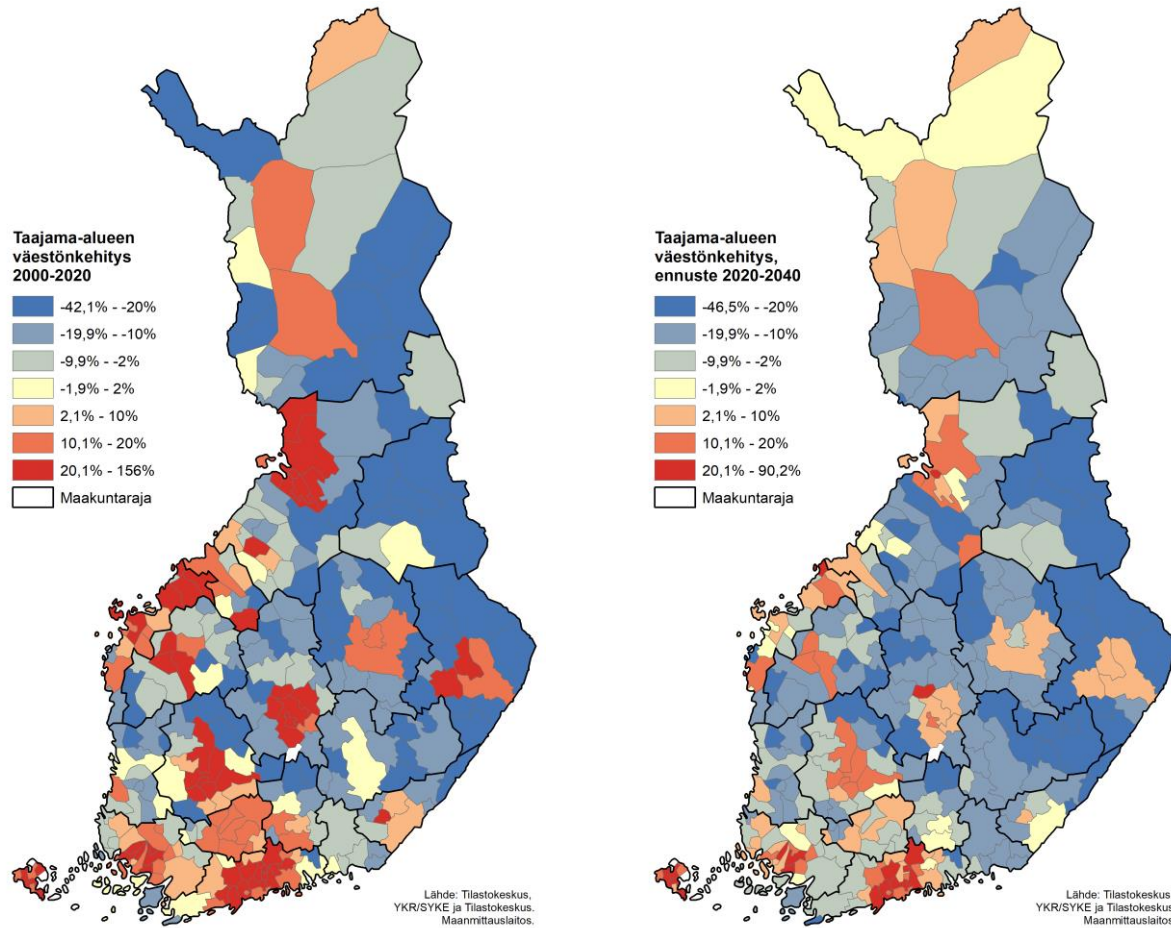 Taajama-alueen
väestönkehitys
2000-2020
-42,1% - -20%
-19,9% - -10%
-9,9% - -2%
-1,9% - 2%
2,1% - 10%
10,1% - 20%
20,1% - 156%
Maakuntaraja
Lähde: Tilastokeskus,
YKR/SYKE ja Tilastokeskus.
Maanmittauslaitos.
Taajama-alueen
väestönkehitys,
ennuste 2020-2040
-46,5% - -20%
-19,9% - -10%
-9,9% - -2%
-1,9% - 2%
2,1% - 10%
10,1% - 20%
20,1% - 90,2%
Maakuntaraja
Lähde: Tilastokeskus,
YKR/SYKE ja Tilastokeskus.
Maanmittauslaitos.